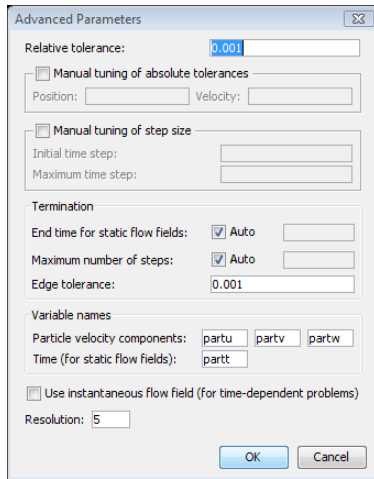 Advanced Parameters
Relative tolerance: 0.001
Manual tuning of absolute tolerances
Position: Velocity:
Manual tuning of step size
Initial time step:
Maximum time step:
Termination
End time for static flow fields: Auto
Maximum number of steps: Auto
Edge tolerance: 0.001
Variable names
Particle velocity components: partu partv partw
Time (for static flow fields): partt
Use instantaneous flow field (for time-dependent problems)
Resolution: 5
OK Cancel